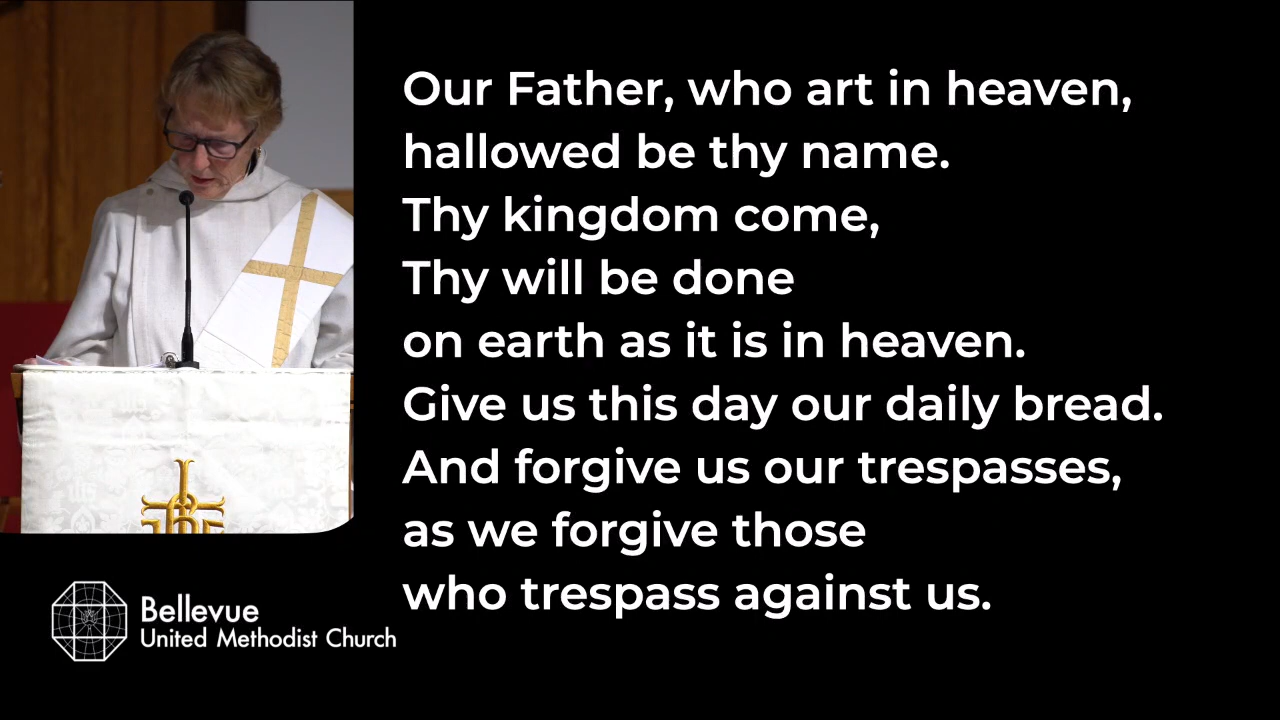 Our Father, who art in heaven,
hallowed be thy name.
Thy kingdom come,
Thy will be done
on earth as it is in heaven.
Give us this day our daily bread.
And forgive us our trespasses,
as we forgive those
who trespass against us.
Bellevue
United Methodist Church